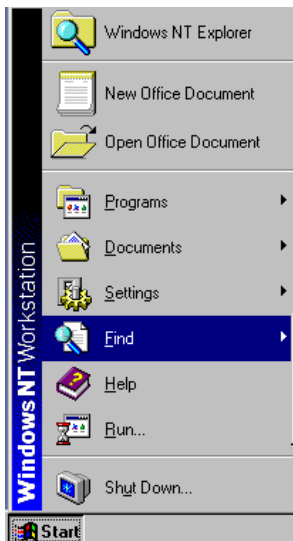 Windows NT Explorer
New Office Document
Open Office Document
Programs
Documents
Settings
Find
Help
Run...
Shut Down...
Windows NT Workstation
Start